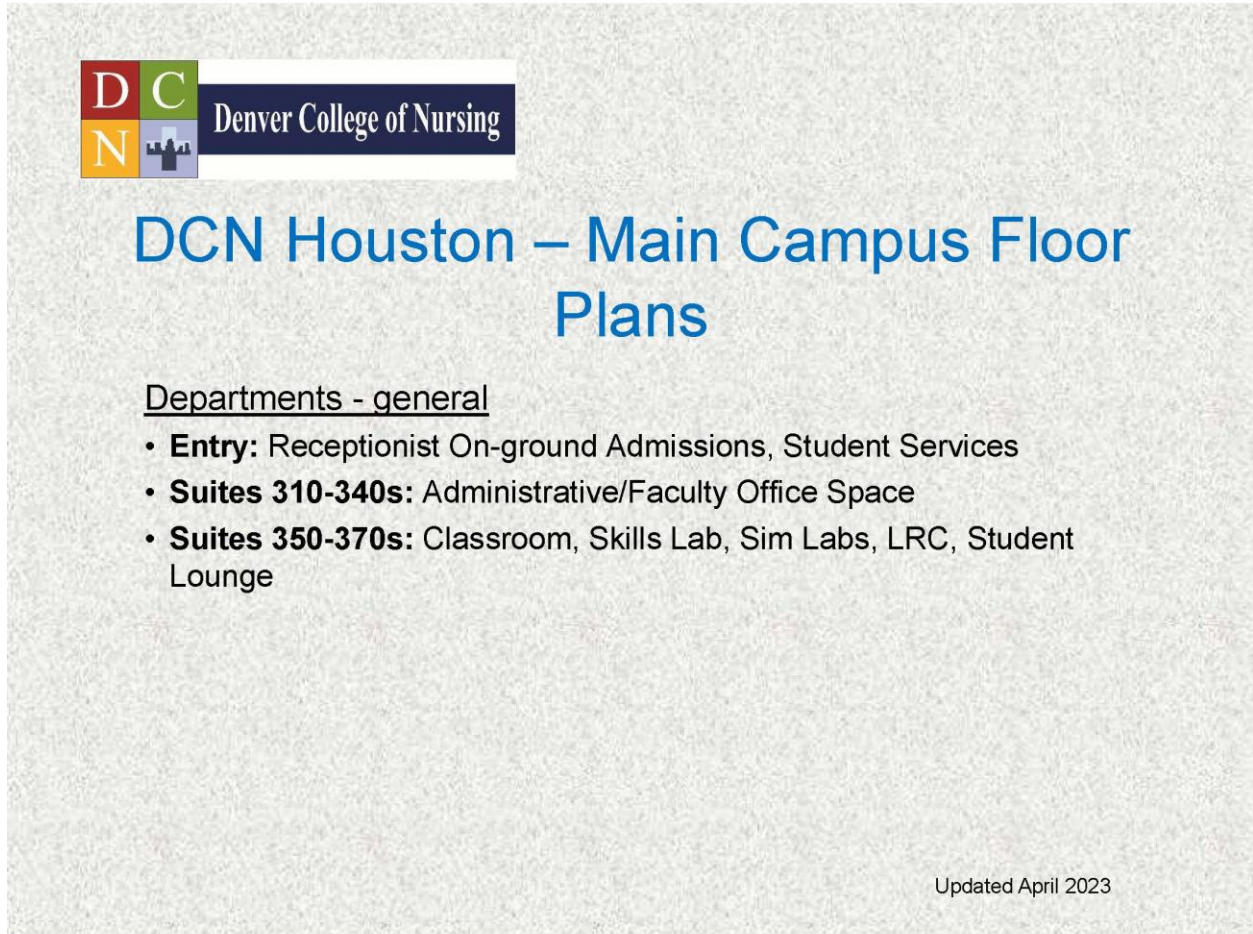 D C
N
Denver College of Nursing
DCN Houston – Main Campus Floor
Plans
Departments - general
• Entry: Receptionist On-ground Admissions, Student Services
• Suites 310-340s: Administrative/Faculty Office Space
• Suites 350-370s: Classroom, Skills Lab, Sim Labs, LRC, Student
Lounge
Updated April 2023